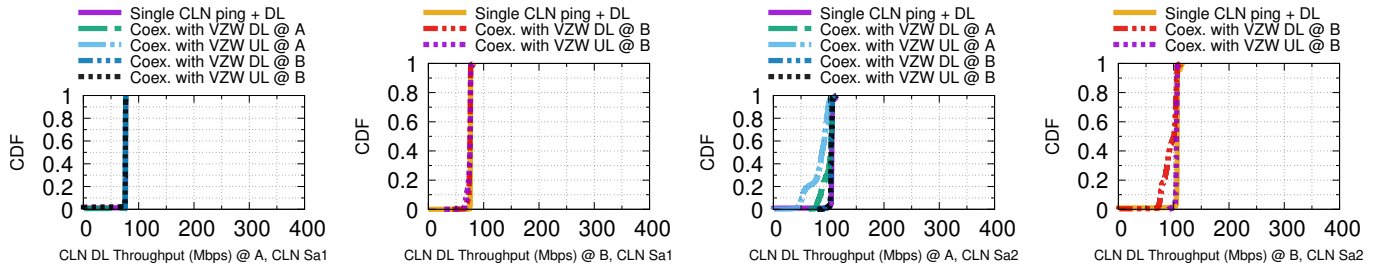 Single CLN ping + DL
Coex. with VZW DL @ A
Coex. with VZW UL @ A
Coex. with VZW DL @ B
Coex. with VZW UL @ B
1
0.8
0.6
0.4
0.2
0
CDF
0 100 200 300 400
CLN DL Throughput (Mbps) @ A, CLN Sa1
Single CLN ping + DL
Coex. with VZW DL @ B
Coex. with VZW UL @ B
1
0.8
0.6
0.4
0.2
0
CDF
0 100 200 300 400
CLN DL Throughput (Mbps) @ B, CLN Sa1
Single CLN ping + DL
Coex. with VZW DL @ A
Coex. with VZW UL @ A
Coex. with VZW DL @ B
Coex. with VZW UL @ B
1
0.8
0.6
0.4
0.2
0
CDF
0 100 200 300 400
CLN DL Throughput (Mbps) @ A, CLN Sa2
Single CLN ping + DL
Coex. with VZW DL @ B
Coex. with VZW UL @ B
1
0.8
0.6
0.4
0.2
0
CDF
0 100 200 300 400
CLN DL Throughput (Mbps) @ B, CLN Sa2